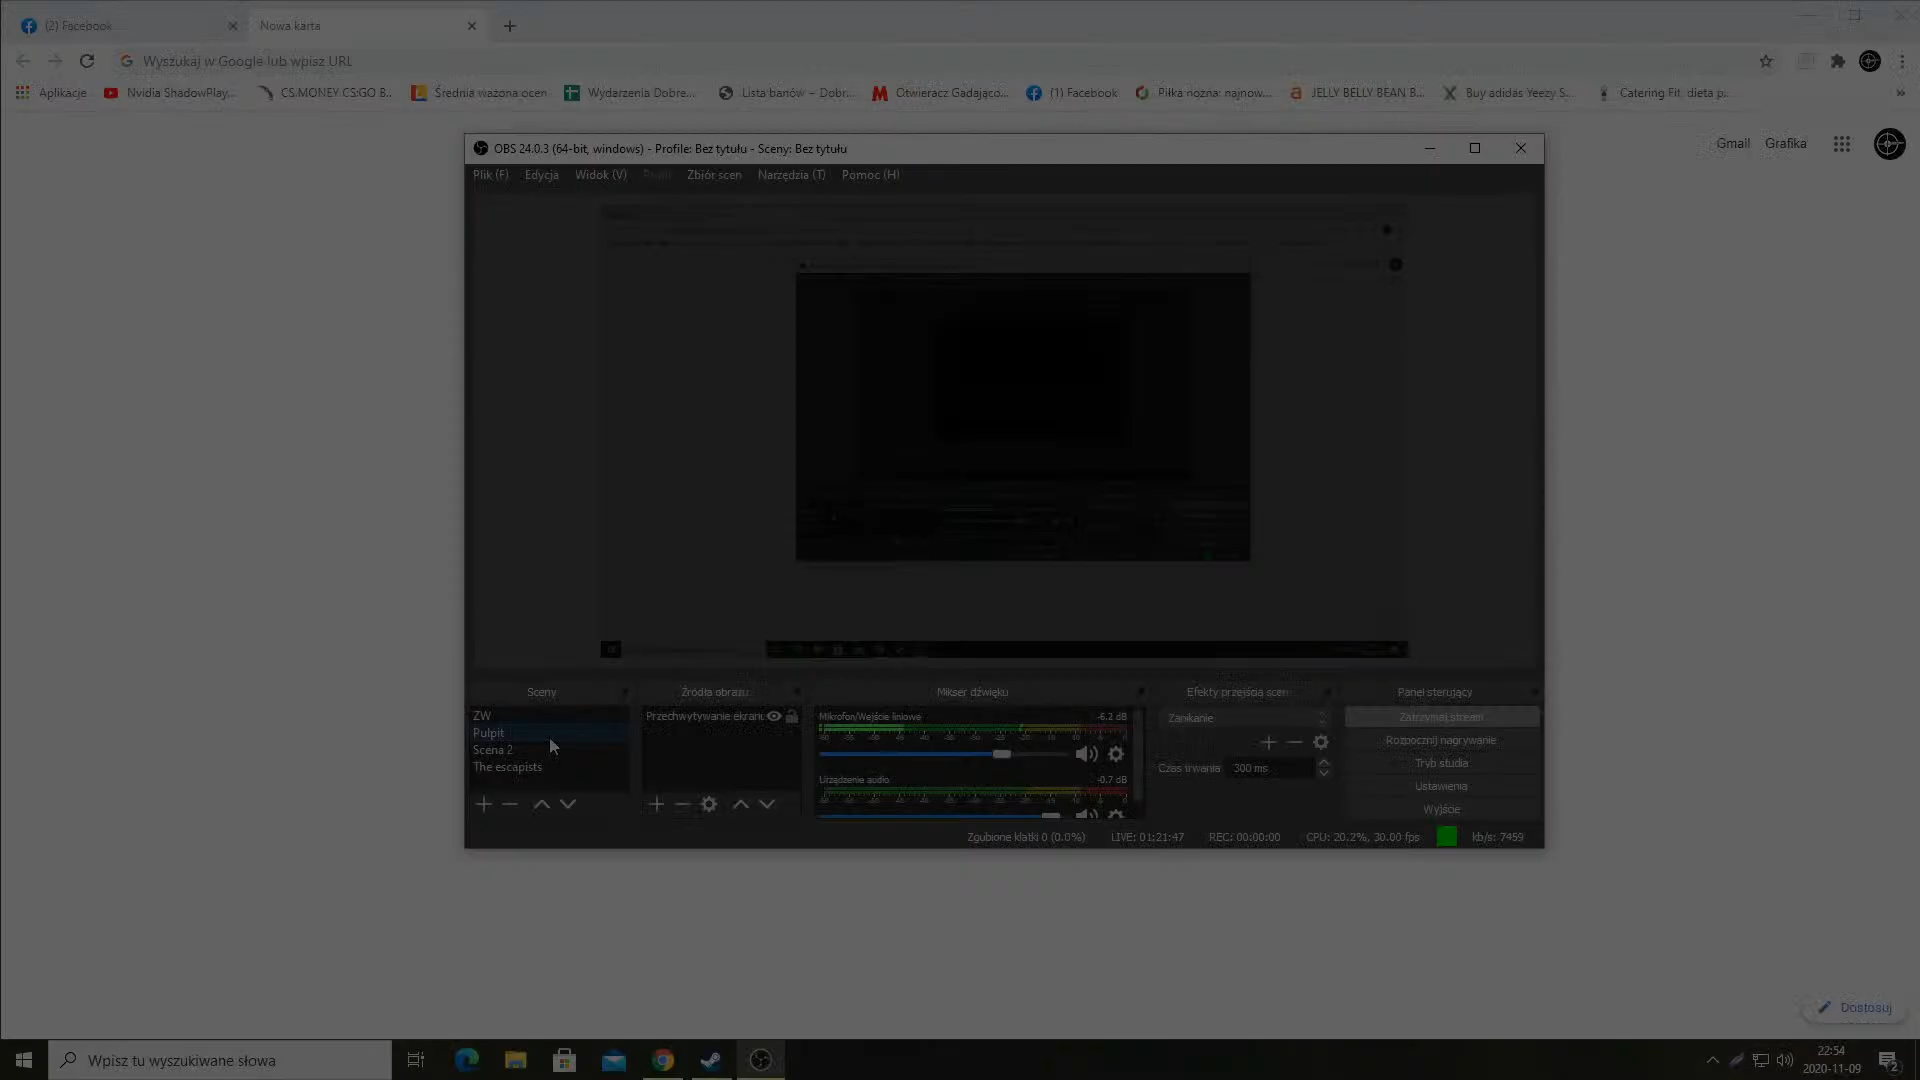 (2) Facebook
Nowa karta
Wyszukaj w Google lub wpisz URL
Aplikacje
Nvidia ShadowPlay...
CS.MONEY CS:GO B...
Średnia ważona ocen
Wydarzenia Dobre...
Lista banów – Dobr...
Otwieracz Gadające...
(1) Facebook
Piłka nożna: najnow...
JELLY BELLY BEAN B...
Buy adidas Yeezy S...
Catering Fit, dieta p...
Gmail
Grafika
OBS 24.0.3 (64-bit, windows) - Profile: Bez tytułu - Sceny: Bez tytułu
Plik (F)
Edycja
Widok (V)
Profil
Zbiór scen
Narzędzia (T)
Pomoc (H)
Sceny
Źródła obrazu
Mikser dźwięku
Efekty przejścia scen
Panel sterujący
ZW
Pulpit
Scena 2
The escapists
Przechwytywanie ekranu
Mikrofon/Wejście liniowe
-6.2 dB
Urządzenie audio
-0.7 dB
Zanikanie
Czas trwania
300 ms
Zatrzymaj stream
Rozpocznij nagrywanie
Tryb studia
Ustawienia
Wyjście
Zgubione klatki 0 (0.0%)
LIVE: 01:21:47
REC: 00:00:00
CPU: 20.2%, 30.00 fps
kb/s: 7459
Dostosuj
Wpisz tu wyszukiwane słowa
22:54
2020-11-09
2